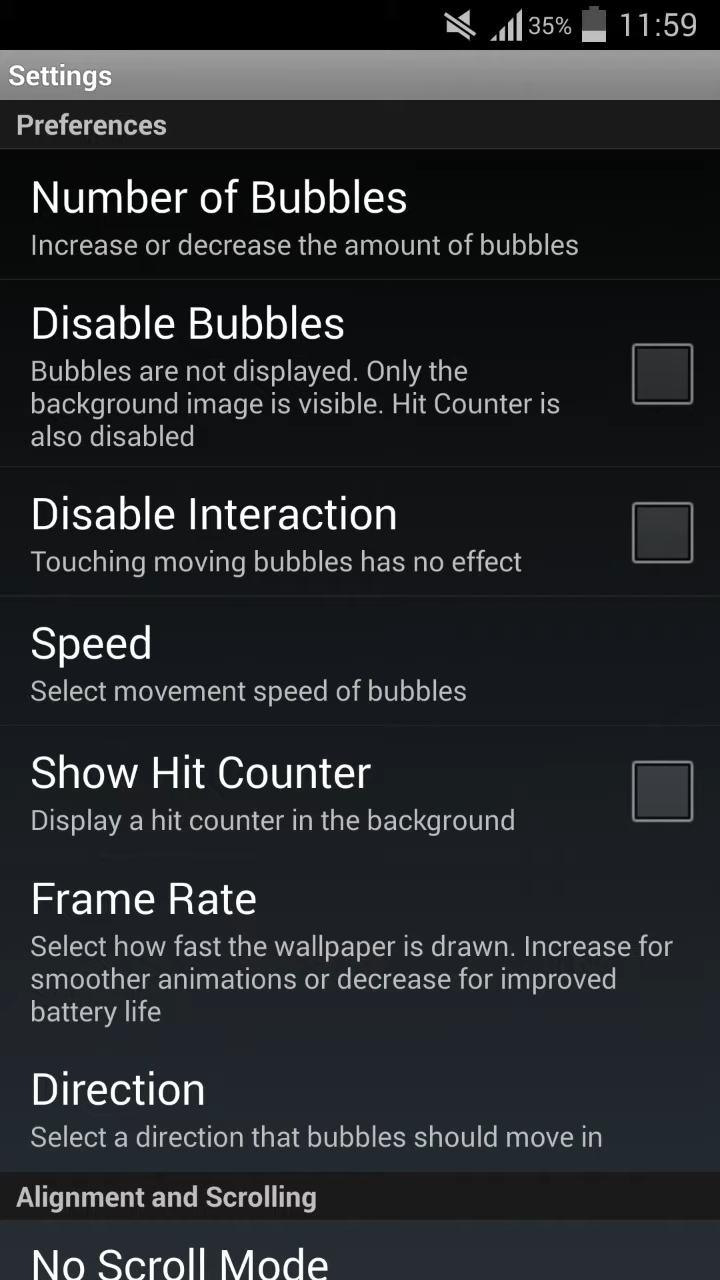 35% 11:59
Settings
Preferences
Number of Bubbles
Increase or decrease the amount of bubbles
Disable Bubbles
Bubbles are not displayed. Only the
background image is visible. Hit Counter is
also disabled
Disable Interaction
Touching moving bubbles has no effect
Speed
Select movement speed of bubbles
Show Hit Counter
Display a hit counter in the background
Frame Rate
Select how fast the wallpaper is drawn. Increase for
smoother animations or decrease for improved
battery life
Direction
Select a direction that bubbles should move in
Alignment and Scrolling
No Scroll Mode